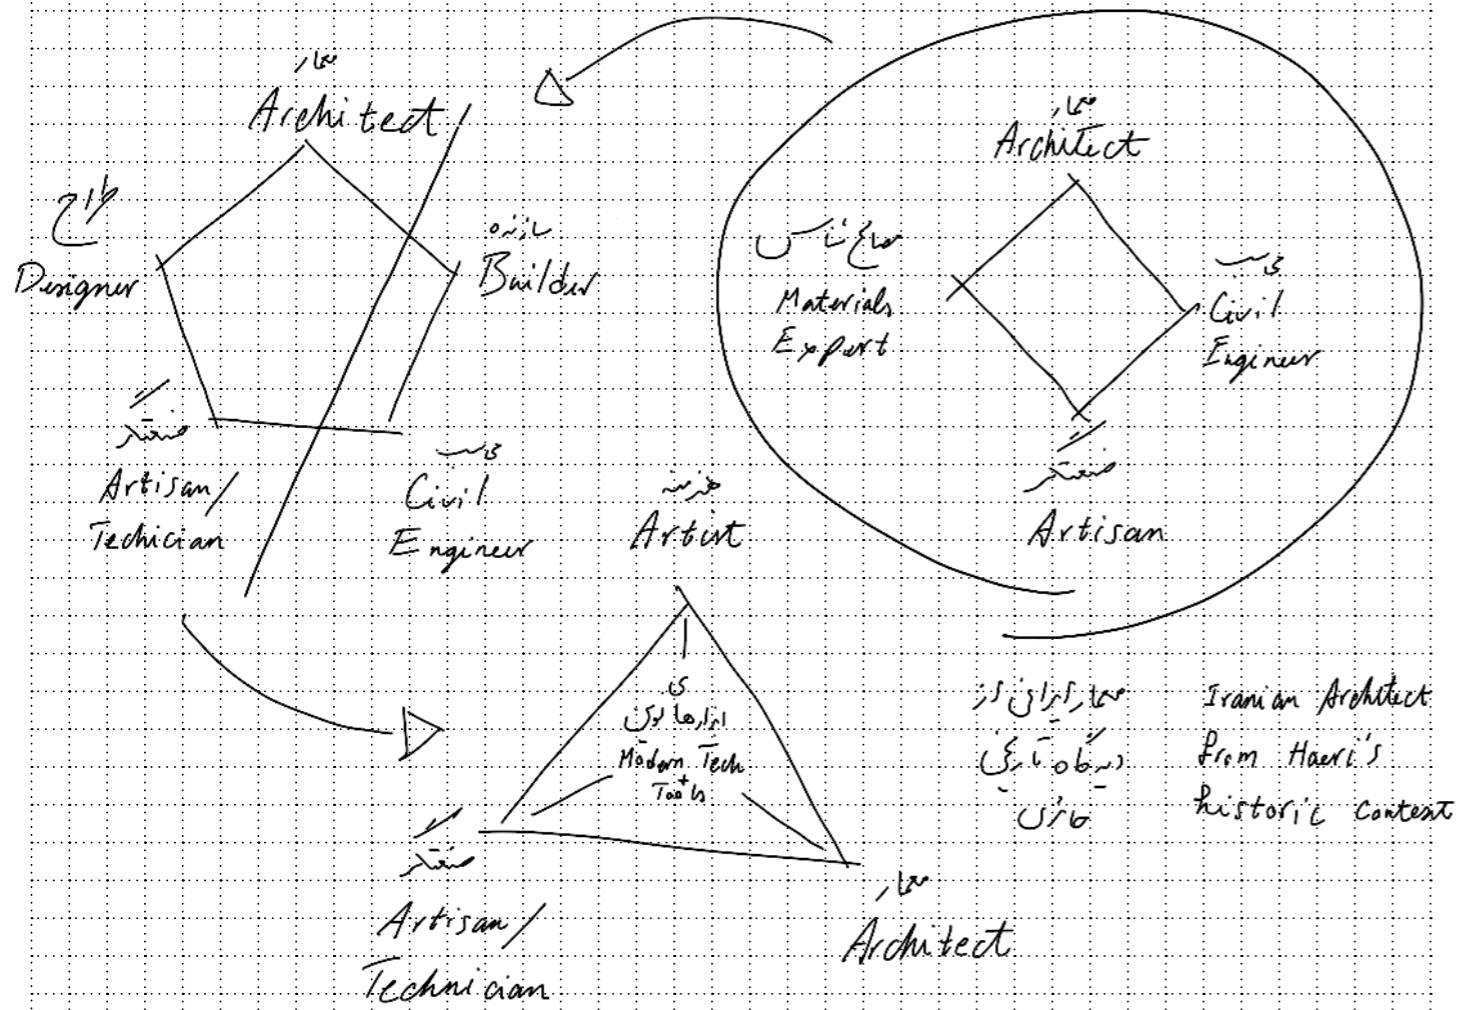 معمار
Architect
طراح
Designer
سازنده
Builder
صنعتگر
Artisan/
Techician
محاسب
Civil
Engineer
معمار
Architect
مصالح شناس
Materials
Expert
محاسب
Civil
Engineer
صنعتگر
Artisan
هنرمند
Artist
ابزارهای نوین
Modern Tech
+
Tools
صنعتگر
Artisan/
Technician
معمار
Architect
معمار ایرانی از
دیدگاه تاریخی
حائری
Iranian Architect
from Haeri's
historic context